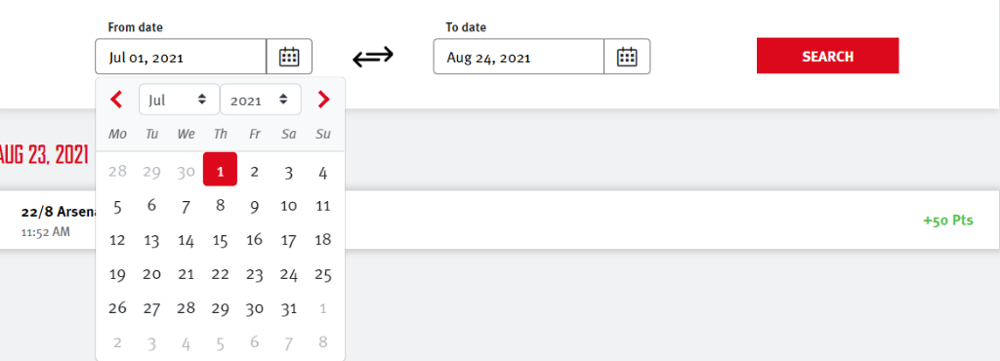 From date
To date
Jul 01, 2021
Aug 24, 2021
SEARCH
Jul 2021
Mo Tu We Th Fr Sa Su
28 29 30 1 2 3 4
5 6 7 8 9 10 11
12 13 14 15 16 17 18
19 20 21 22 23 24 25
26 27 28 29 30 31 1
2 3 4 5 6 7 8
AUG 23, 2021
22/8 Arsena
11:52 AM
+50 Pts